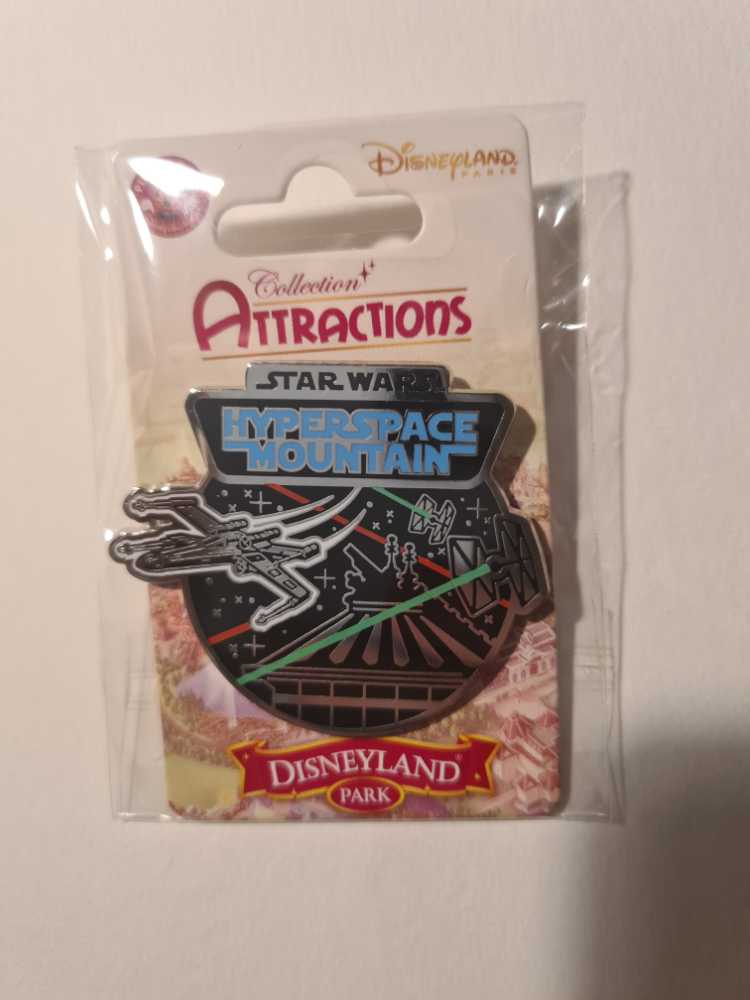 Disneyland
PARIS
Collection
ATTRACTIONS
STAR WARS
HYPERSPACE
MOUNTAIN
DISNEYLAND®
PARK